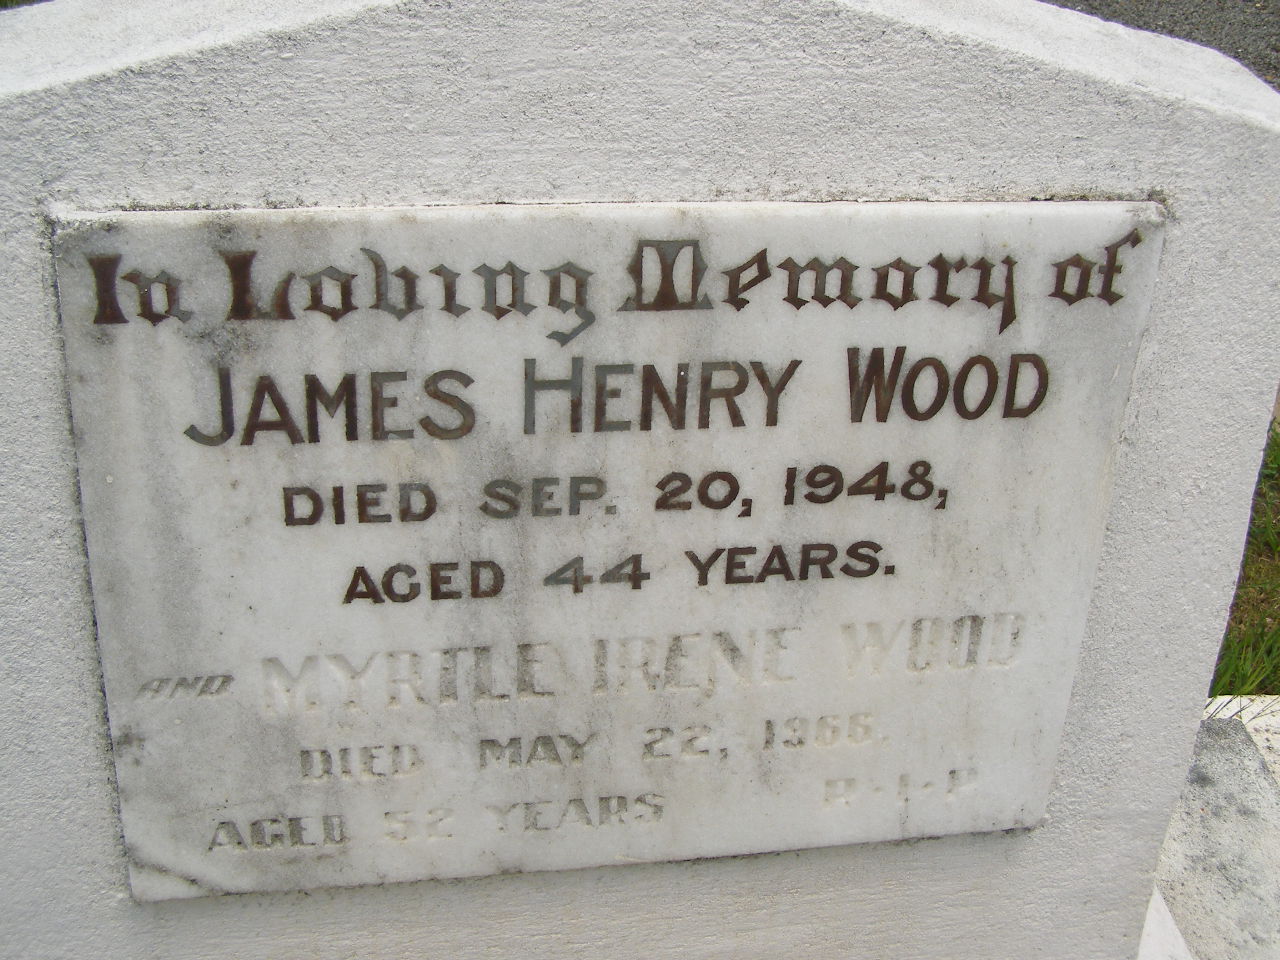 In Loving Memory of
JAMES HENRY WOOD
DIED SEP. 20, 1948,
AGED 44 YEARS.
AND MYRTLE IRENE WOOD
DIED MAY 22, 1966.
AGED 52 YEARS R·I·P